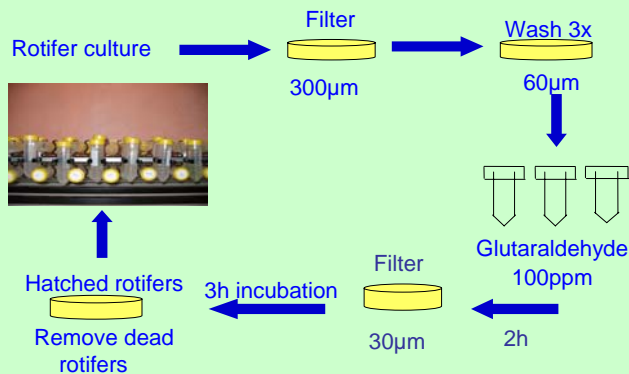 Rotifer culture
Filter
300µm
Wash 3x
60µm
Glutaraldehyde
100ppm
2h
Filter
30µm
3h incubation
Hatched rotifers
Remove dead
rotifers